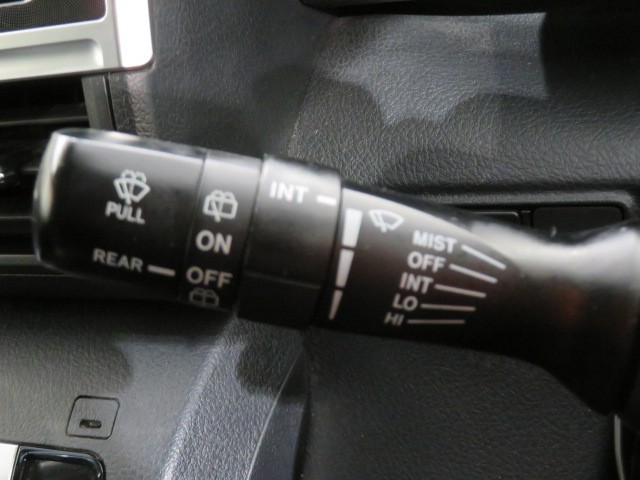 PULL
REAR
ON
OFF
INT
MIST
OFF
INT
LO
HI